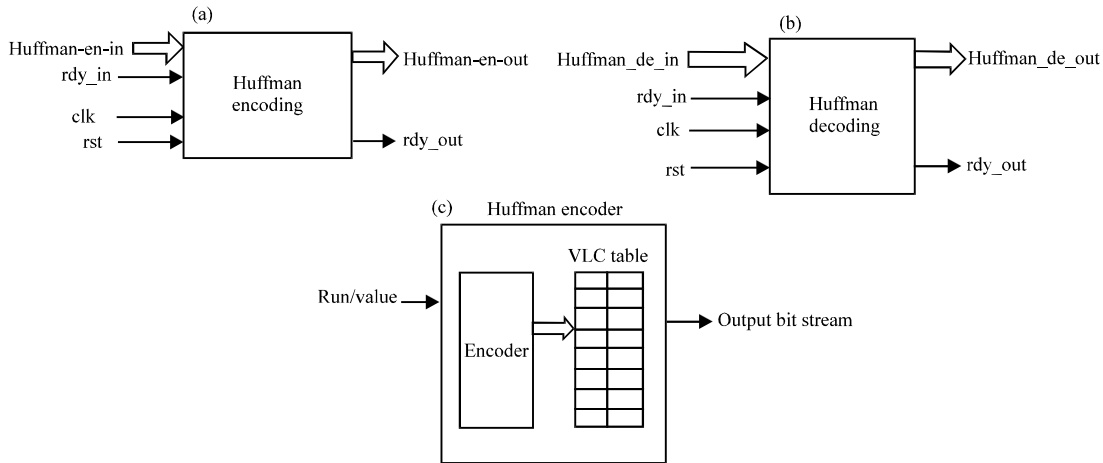 (a)
Huffman-en-in
rdy_in
clk
rst
Huffman
encoding
Huffman-en-out
rdy_out
(b)
Huffman_de_in
rdy_in
clk
rst
Huffman
decoding
Huffman_de_out
rdy_out
(c)
Huffman encoder
VLC table
Run/value
Encoder
Output bit stream